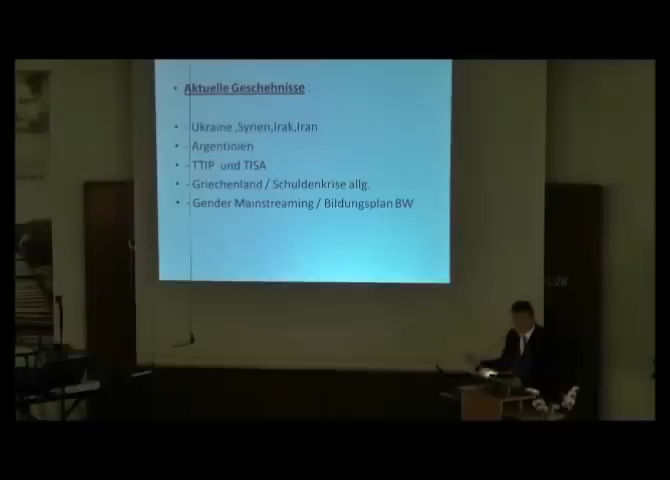 • Aktuelle Geschehnisse :
• - Ukraine ,Syrien,Irak,Iran
• - Argentinien
• - TTIP und TISA
• - Griechenland / Schuldenkrise allg.
• - Gender Mainstreaming / Bildungsplan BW